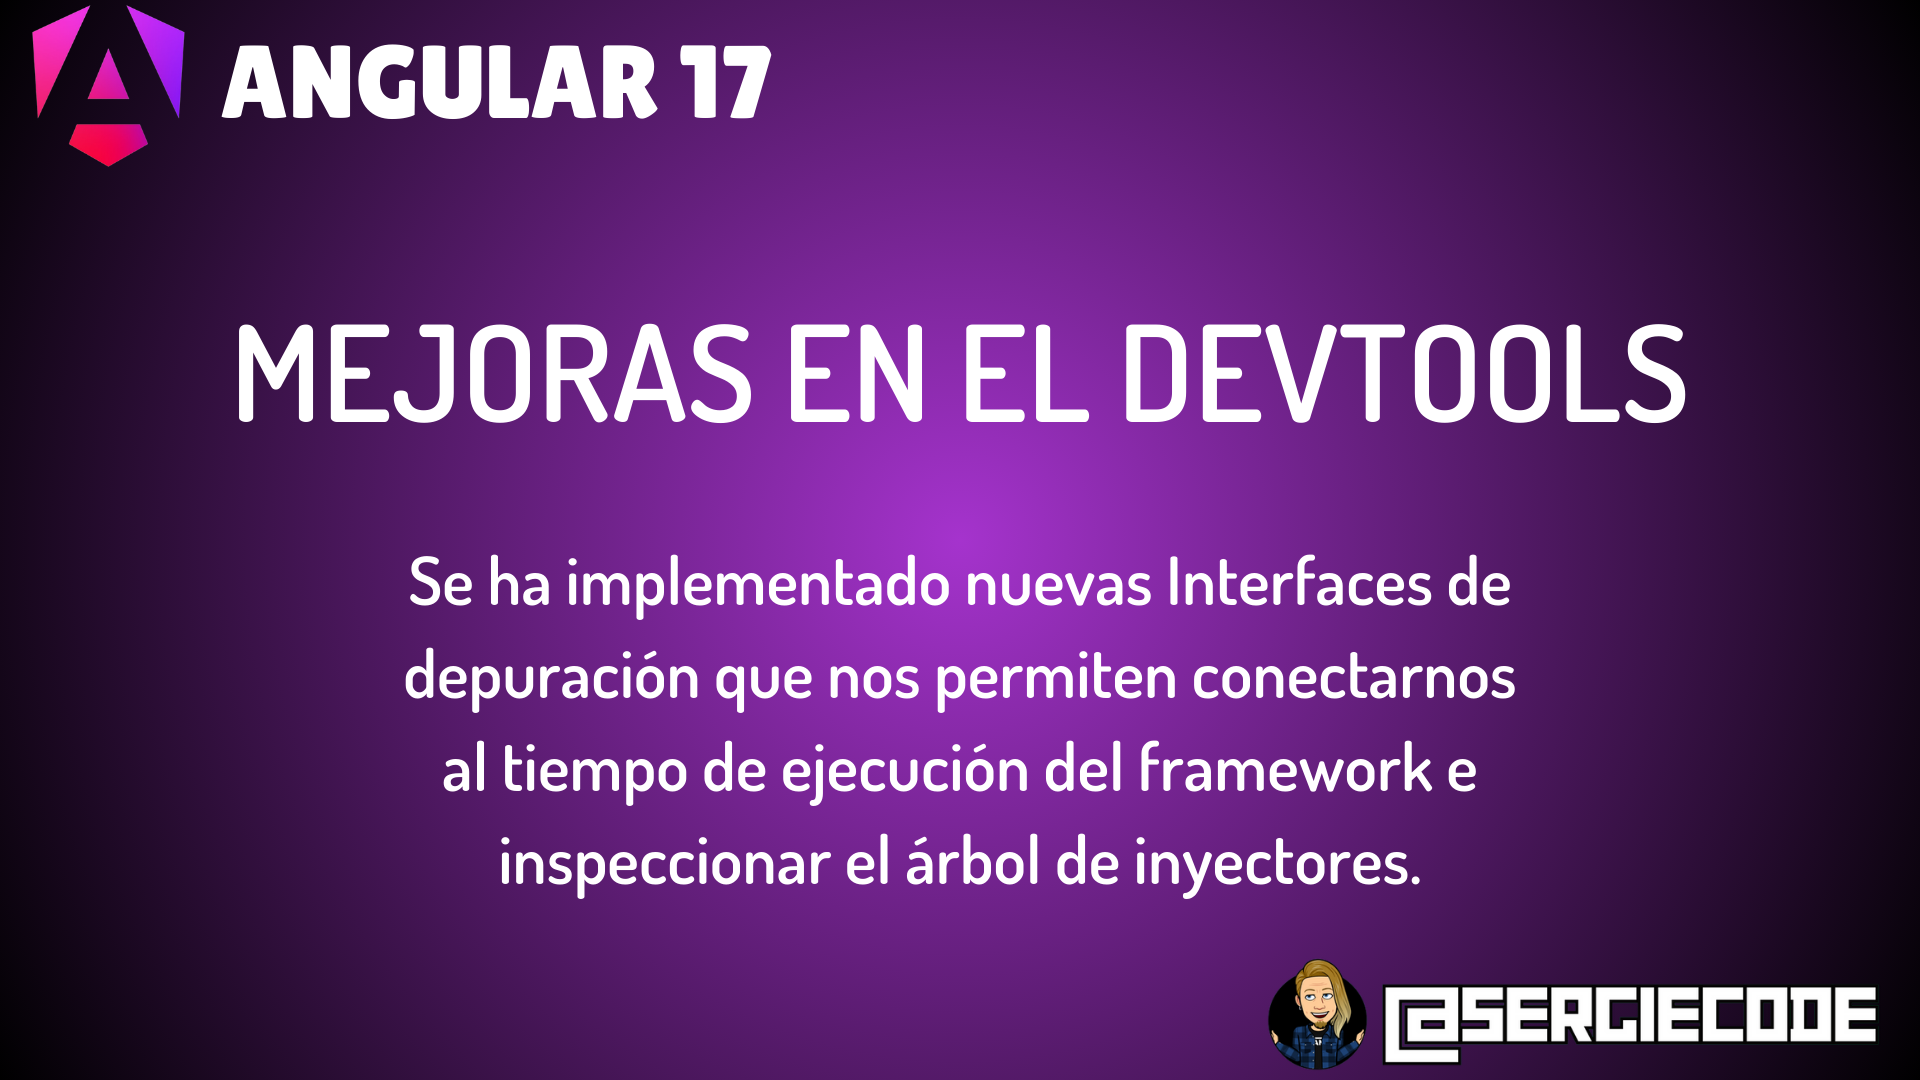 ANGULAR 17
MEJORAS EN EL DEVTOOLS
Se ha implementado nuevas Interfaces de
depuración que nos permiten conectarnos
al tiempo de ejecución del framework e
inspeccionar el árbol de inyectores.
@SERGIECODE